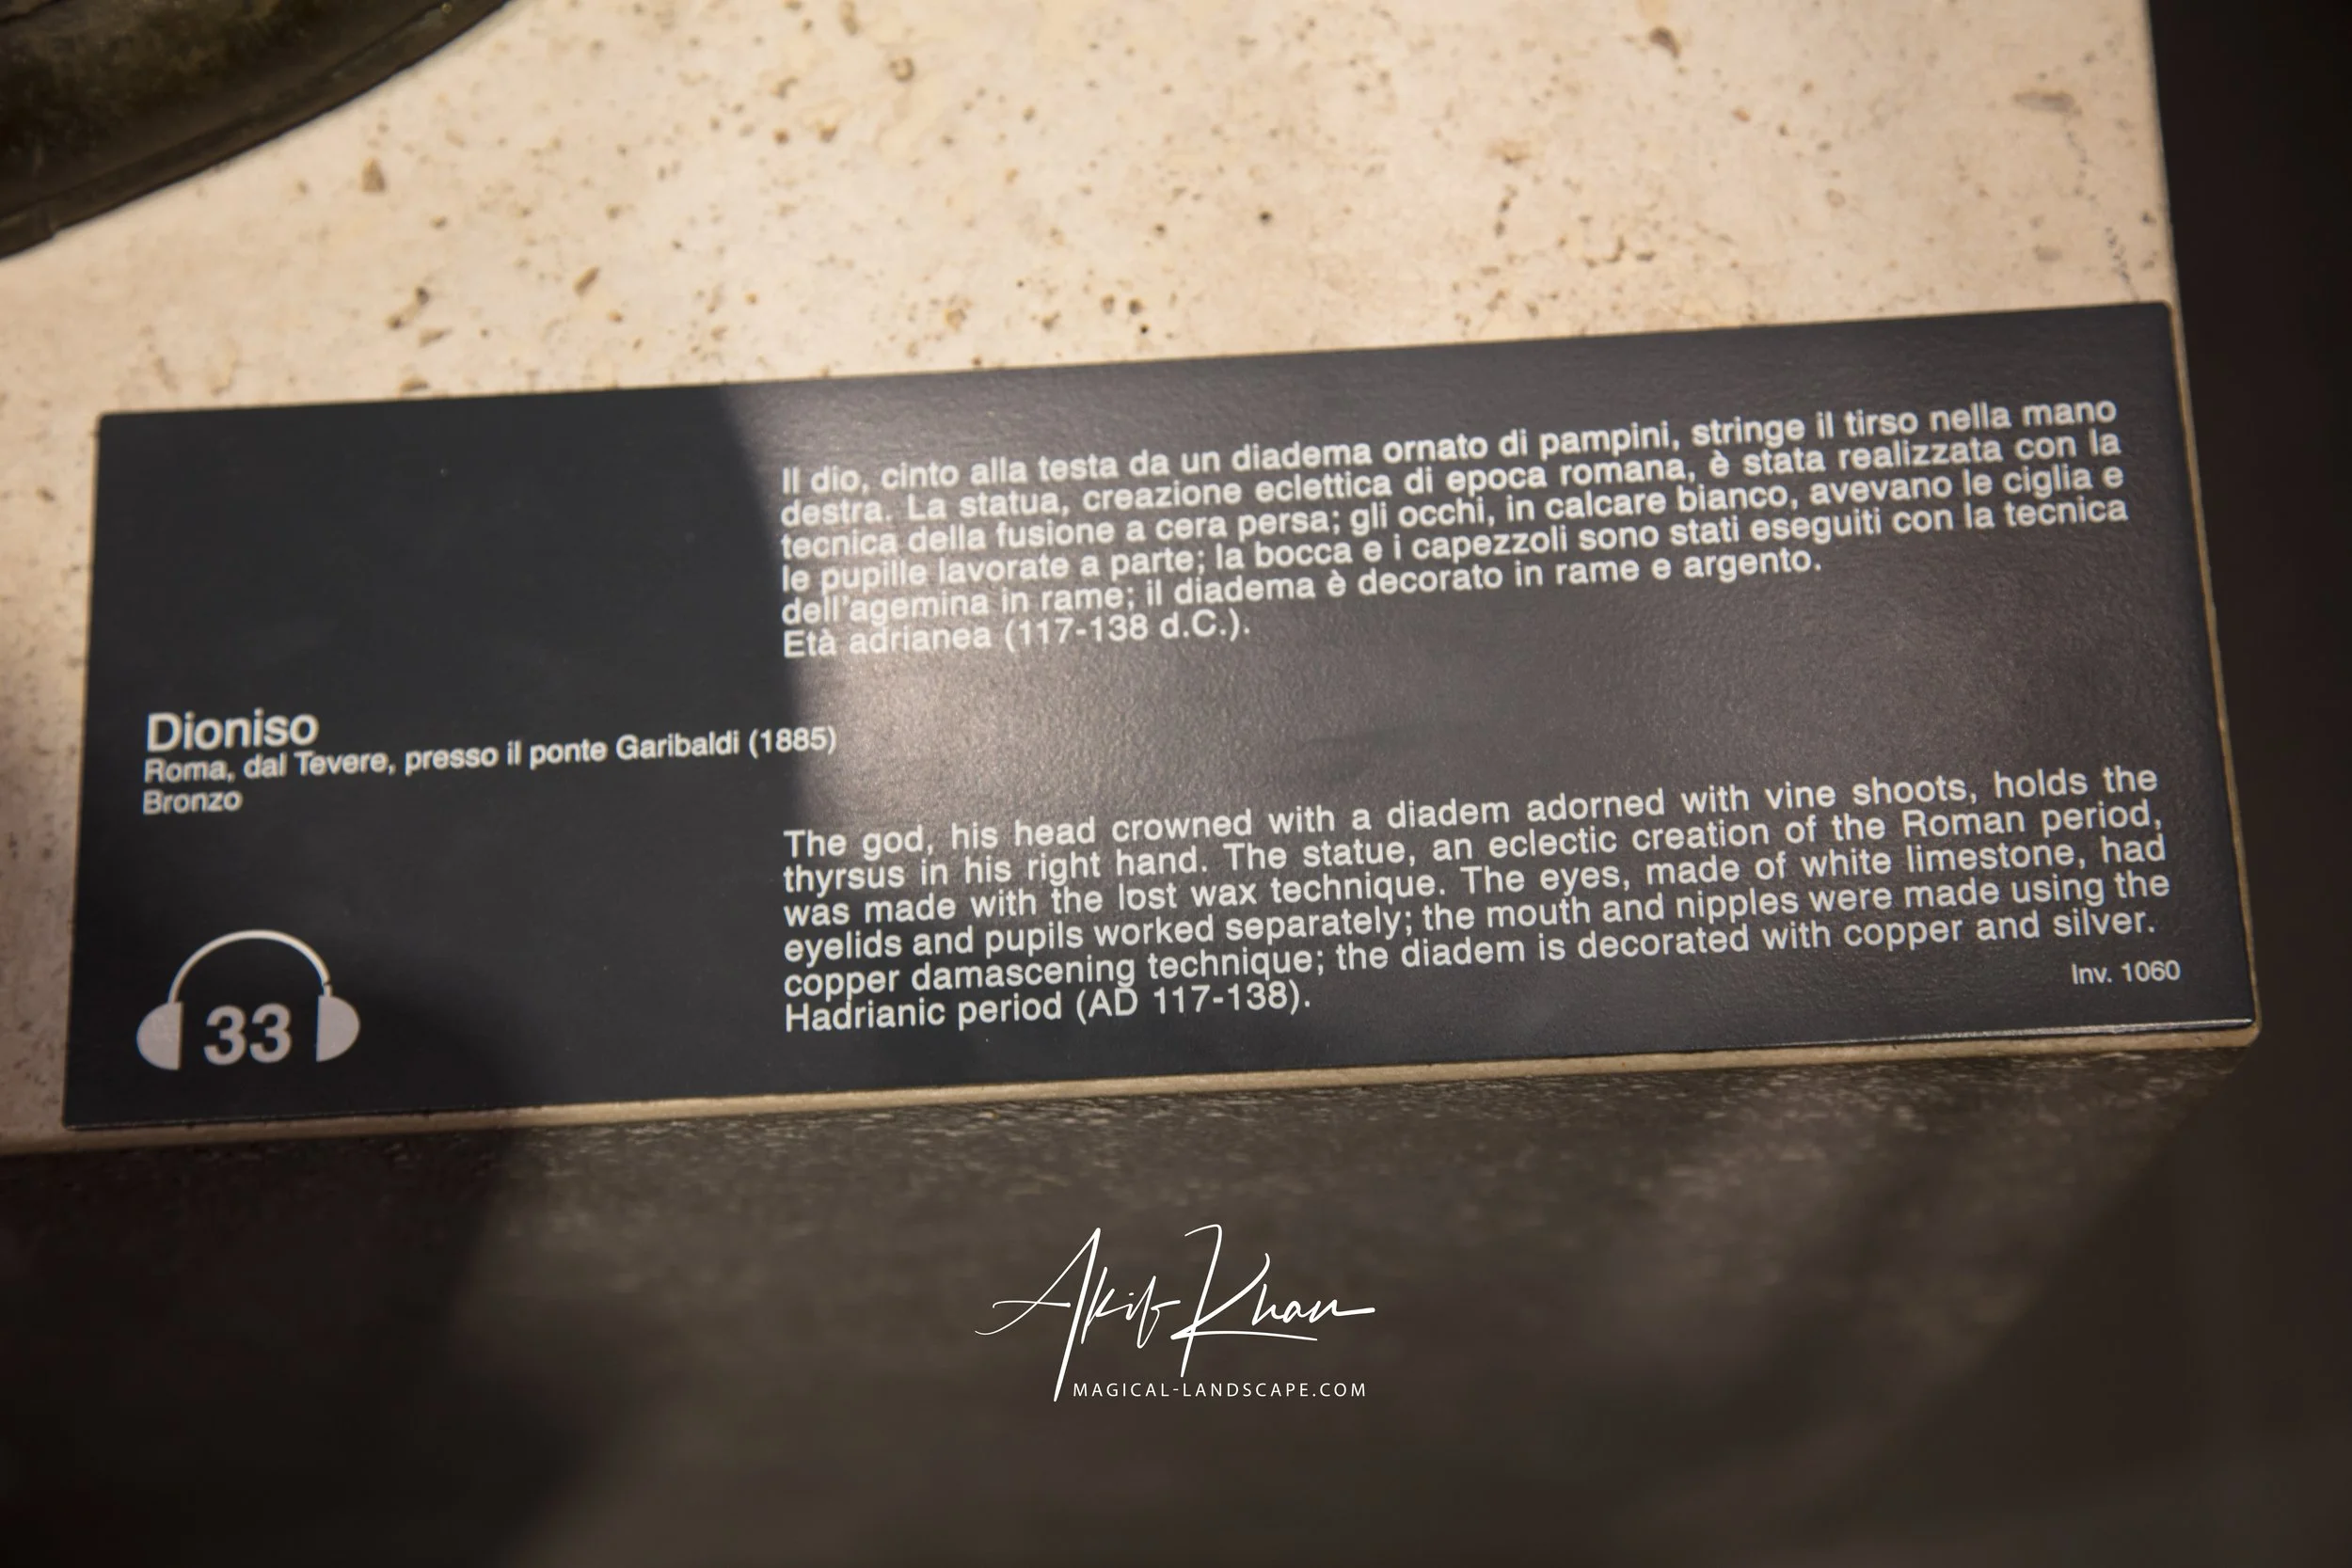 Il dio, cinto alla testa da un diadema ornato di pampini, stringe il tirso nella mano
destra. La statua, creazione eclettica di epoca romana, è stata realizzata con la
tecnica della fusione a cera persa; gli occhi, in calcare bianco, avevano le ciglia e
le pupille lavorate a parte; la bocca e i capezzoli sono stati eseguiti con la tecnica
dell'agemina in rame; il diadema è decorato in rame e argento.
Età adrianea (117-138 d.C.).
Dioniso
Roma, dal Tevere, presso il ponte Garibaldi (1885)
Bronzo
The god, his head crowned with a diadem adorned with vine shoots, holds the
thyrsus in his right hand. The statue, an eclectic creation of the Roman period,
was made with the lost wax technique. The eyes, made of white limestone, had
eyelids and pupils worked separately; the mouth and nipples were made using the
copper damascening technique; the diadem is decorated with copper and silver.
Hadrianic period (AD 117-138).
Inv. 1060
33
Akif Khan
MAGICAL-LANDSCAPE.COM